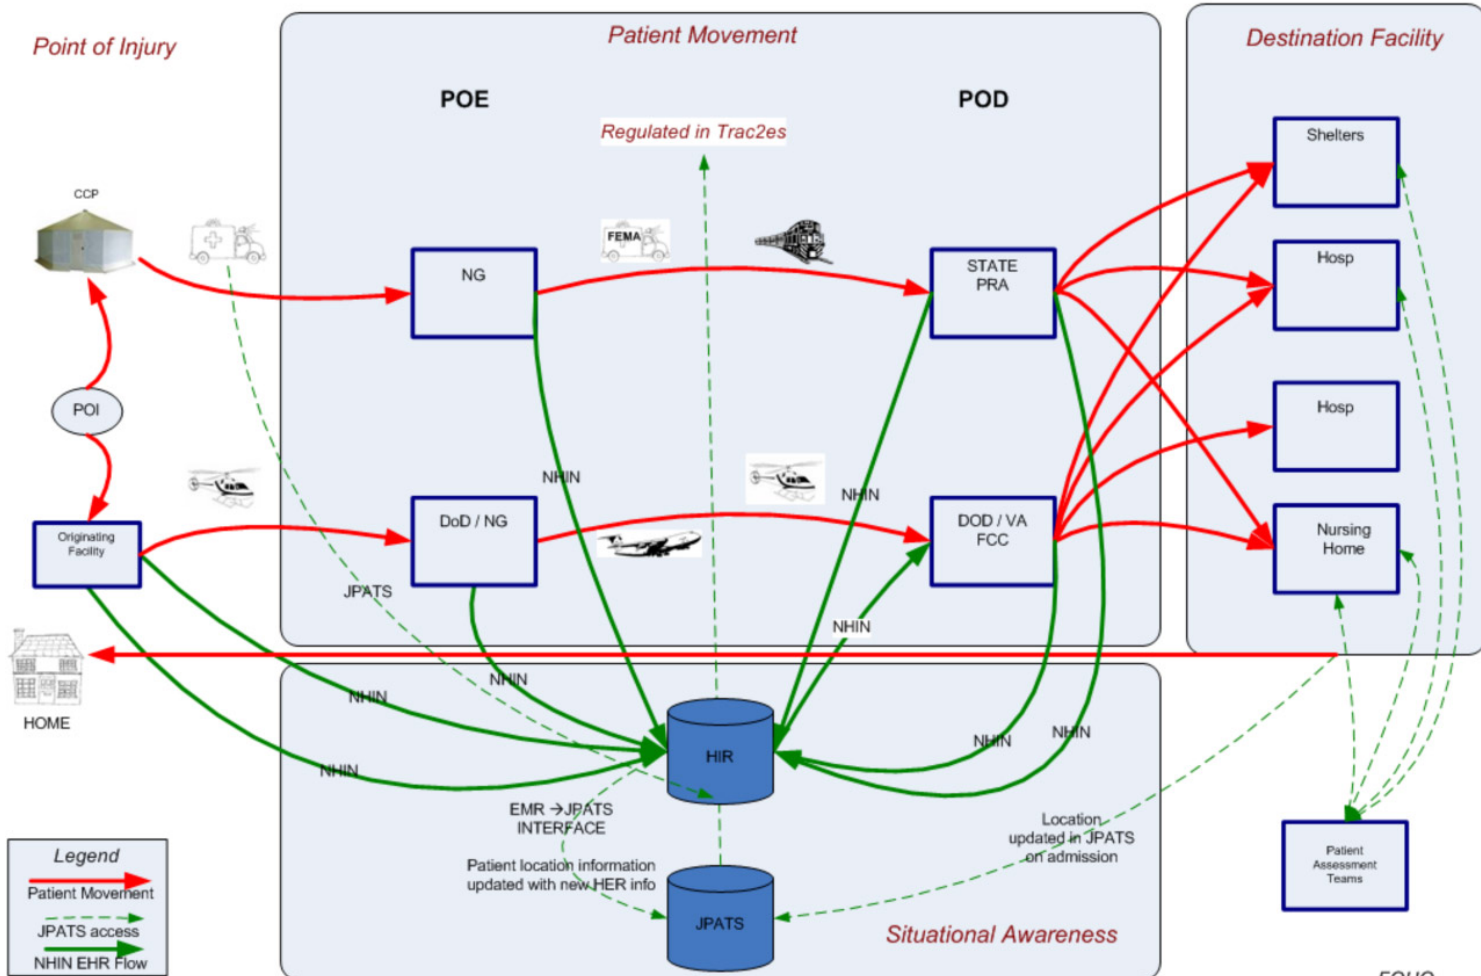 Point of Injury
Patient Movement
Destination Facility
POE
POD
Regulated in Trac2es
Shelters
CCP
FEMA
NG
STATE
PRA
Hosp
POI
Hosp
NHIN
NHIN
Originating
Facility
DoD / NG
DOD / VA
FCC
Nursing
Home
JPATS
NHIN
HOME
NHIN
NHIN
NHIN
NHIN
NHIN
HIR
EMR →JPATS
INTERFACE
Location
updated in JPATS
on admission
Patient
Assessment
Teams
Patient location information
updated with new HER info
JPATS
Situational Awareness
Legend
Patient Movement
JPATS access
NHIN EHR Flow